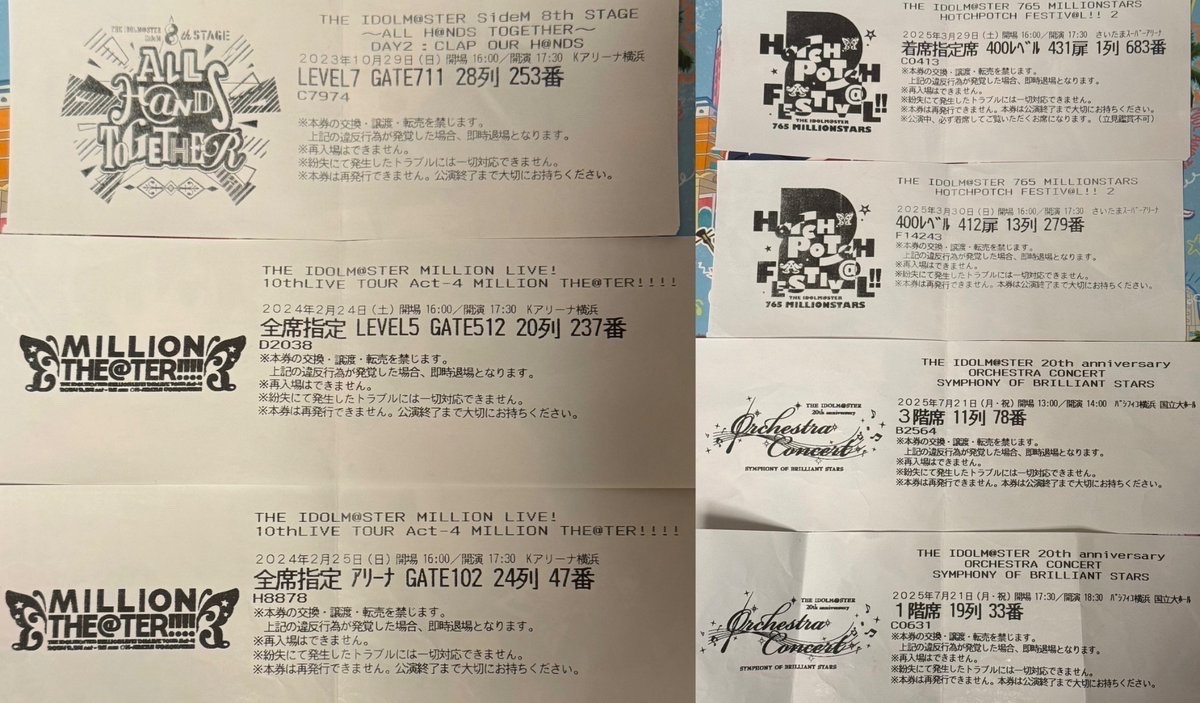 THE IDOLM@STER
SideM 8th STAGE
ALL
H@NDS
TOGETHER
THE IDOLM@STER SideM 8th STAGE
～ALL H@NDS TOGETHER～
DAY2：CLAP OUR H@NDS
2023年10月29日（日）開場 16:00／開演 17:30 Kアリーナ横浜
LEVEL7 GATE711 28列 253番
C7974
※本券の交換・譲渡・転売を禁じます。
上記の違反行為が発覚した場合、即時退場となります。
※再入場はできません。
※紛失にて発生したトラブルには一切対応できません。
※本券は再発行できません。公演終了まで大切にお持ちください。
MILLION
THE@TER!!!!
THE IDOLM@STER MILLION LIVE!
10thLIVE TOUR Act-4 MILLION THE@TER!!!!
2024年2月24日（土）開場 16:00／開演 17:30 Kアリーナ横浜
全席指定 LEVEL5 GATE512 20列 237番
D2038
※本券の交換・譲渡・転売を禁じます。
上記の違反行為が発覚した場合、即時退場となります。
※再入場はできません。
※紛失にて発生したトラブルには一切対応できません。
※本券は再発行できません。公演終了まで大切にお持ちください。
MILLION
THE@TER!!!!
THE IDOLM@STER MILLION LIVE!
10thLIVE TOUR Act-4 MILLION THE@TER!!!!
2024年2月25日（日）開場 16:00／開演 17:30 Kアリーナ横浜
全席指定 ｱﾘｰﾅ GATE102 24列 47番
H8878
※本券の交換・譲渡・転売を禁じます。
上記の違反行為が発覚した場合、即時退場となります。
※再入場はできません。
※紛失にて発生したトラブルには一切対応できません。
※本券は再発行できません。公演終了まで大切にお持ちください。
HOTCHPOTCH
FESTIV@L!!
THE IDOLM@STER
765 MILLIONSTARS
THE IDOLM@STER 765 MILLIONSTARS
HOTCHPOTCH FESTIV@L!! 2
2025年3月29日（土）開場 16:00／開演 17:30 さいたまｽｰﾊﾟｰｱﾘｰﾅ
着席指定席 400ﾚﾍﾞﾙ 431扉 1列 683番
C0413
※本券の交換・譲渡・転売を禁じます。
上記の違反行為が発覚した場合、即時退場となります。
※再入場はできません。
※紛失にて発生したトラブルには一切対応できません。
※本券は再発行できません。本券は公演終了まで大切にお持ちください。
※公演中、必ず着席してご覧いただくお席になります。（立見鑑賞不可）
HOTCHPOTCH
FESTIV@L!!
THE IDOLM@STER
765 MILLIONSTARS
THE IDOLM@STER 765 MILLIONSTARS
HOTCHPOTCH FESTIV@L!! 2
2025年3月30日（日）開場 16:00／開演 17:30 さいたまｽｰﾊﾟｰｱﾘｰﾅ
400ﾚﾍﾞﾙ 412扉 13列 279番
F14243
※本券の交換・譲渡・転売を禁じます。
上記の違反行為が発覚した場合、即時退場となります。
※再入場はできません。
※紛失にて発生したトラブルには一切対応できません。
※本券は再発行できません。本券は公演終了まで大切にお持ちください。
THE IDOLM@STER
20th anniversary
Orchestra
Concert
SYMPHONY OF BRILLIANT STARS
THE IDOLM@STER 20th anniversary
ORCHESTRA CONCERT
SYMPHONY OF BRILLIANT STARS
2025年7月21日（月・祝）開場 13:00／開演 14:00 ﾊﾟｼﾌｨｺ横浜 国立大ﾎｰﾙ
３階席 11列 78番
B2564
※本券の交換・譲渡・転売を禁じます。
上記の違反行為が発覚した場合、即時退場となります。
※再入場はできません。
※紛失にて発生したトラブルには一切対応できません。
※本券は再発行できません。本券は公演終了まで大切にお持ちください。
THE IDOLM@STER
20th anniversary
Orchestra
Concert
SYMPHONY OF BRILLIANT STARS
THE IDOLM@STER 20th anniversary
ORCHESTRA CONCERT
SYMPHONY OF BRILLIANT STARS
2025年7月21日（月・祝）開場 17:30／開演 18:30 ﾊﾟｼﾌｨｺ横浜 国立大ﾎｰﾙ
１階席 19列 33番
C0631
※本券の交換・譲渡・転売を禁じます。
上記の違反行為が発覚した場合、即時退場となります。
※再入場はできません。
※紛失にて発生したトラブルには一切対応できません。
※本券は再発行できません。本券は公演終了まで大切にお持ちください。